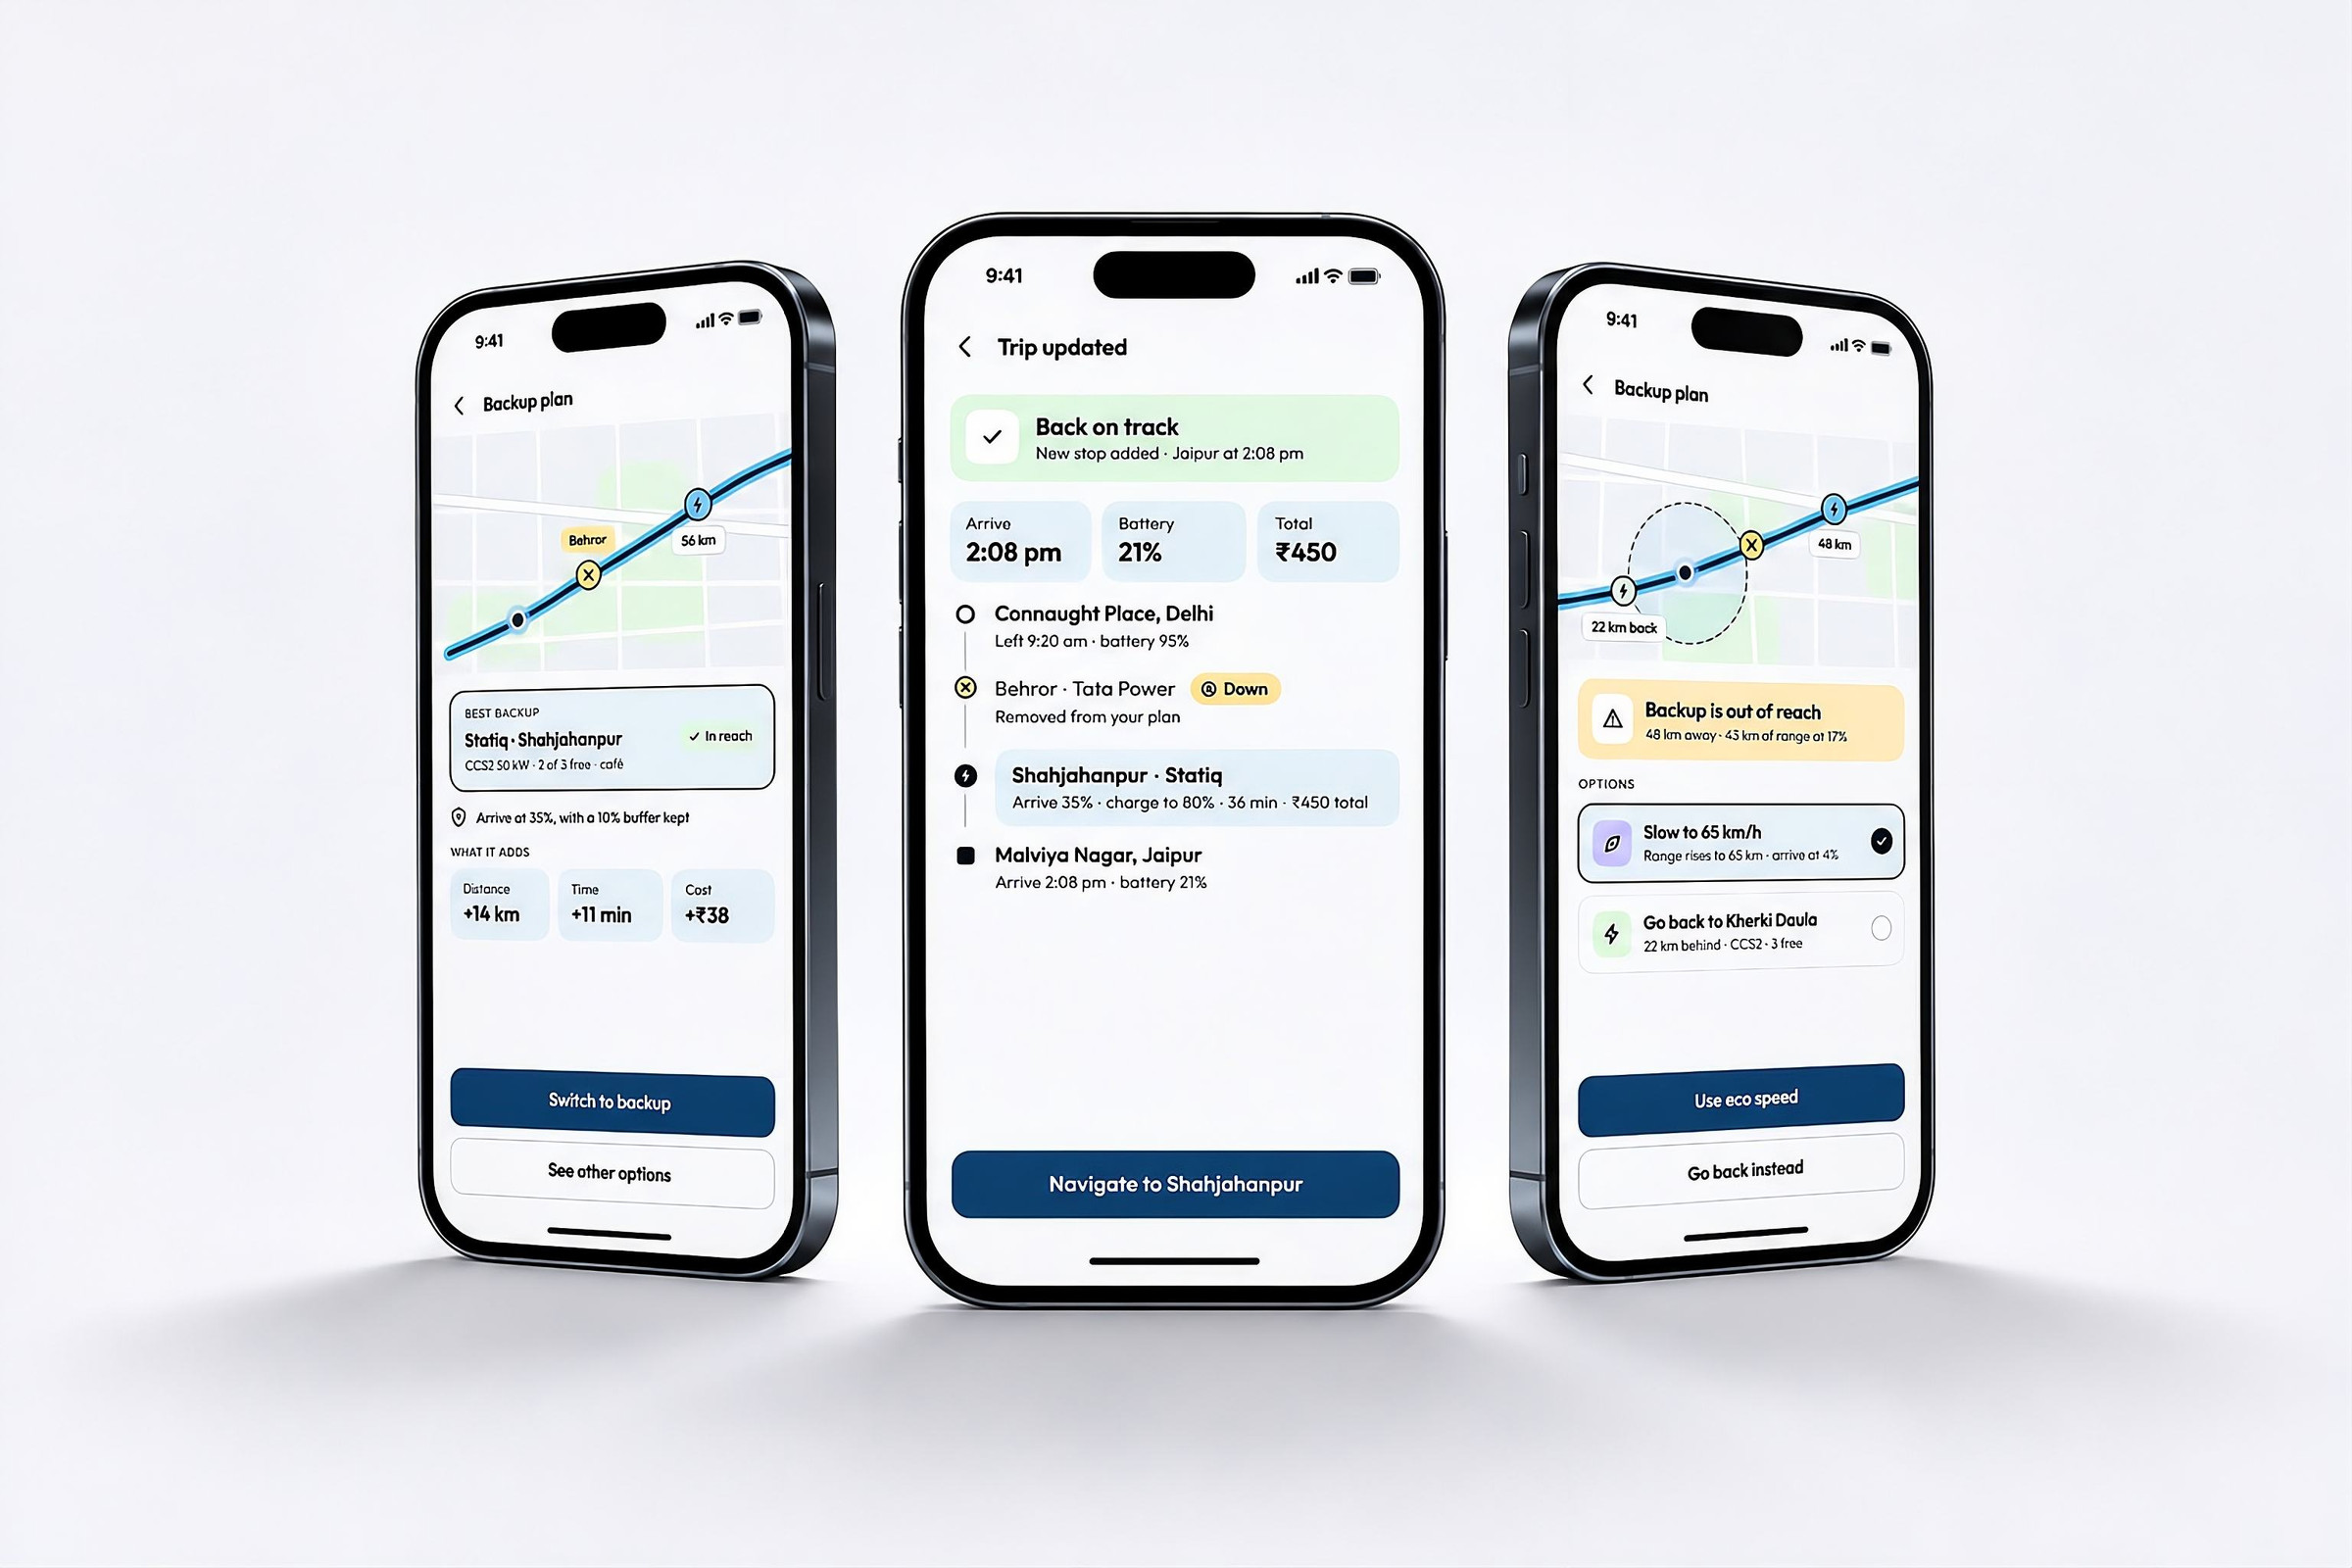 9:41
Backup plan
Behror
56 km
BEST BACKUP
Statiq · Shahjahanpur
In reach
CCS2 50 kW · 2 of 3 free · café
Arrive at 35%, with a 10% buffer kept
WHAT IT ADDS
Distance
+14 km
Time
+11 min
Cost
+₹38
Switch to backup
See other options
9:41
Trip updated
Back on track
New stop added · Jaipur at 2:08 pm
Arrive
2:08 pm
Battery
21%
Total
₹450
Connaught Place, Delhi
Left 9:20 am · battery 95%
Behror · Tata Power
Down
Removed from your plan
Shahjahanpur · Statiq
Arrive 35% · charge to 80% · 36 min · ₹450 total
Malviya Nagar, Jaipur
Arrive 2:08 pm · battery 21%
Navigate to Shahjahanpur
9:41
Backup plan
48 km
22 km back
Backup is out of reach
48 km away · 43 km of range at 17%
OPTIONS
Slow to 65 km/h
Range rises to 65 km · arrive at 4%
Go back to Kherki Daula
22 km behind · CCS2 · 3 free
Use eco speed
Go back instead